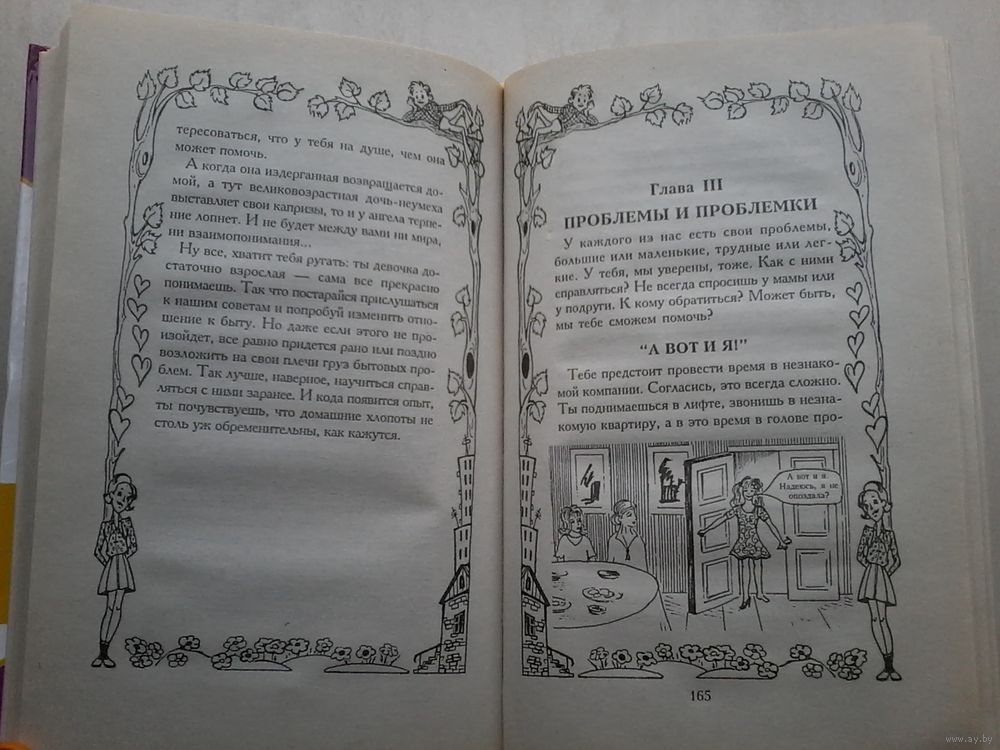 тересоваться, что у тебя на душе, чем она
может помочь.
А когда она издерганная возвращается до-
мой, а тут великовозрастная дочь-неумеха
выставляет свои капризы, то и у ангела терпе-
ние лопнет. И не будет между вами ни мира,
ни взаимопонимания...
Ну все, хватит тебя ругать: ты девочка до-
статочно взрослая — сама все прекрасно
понимаешь. Так что постарайся прислушаться
к нашим советам и попробуй изменить отно-
шение к быту. Но даже если этого не про-
изойдет, все равно придется рано или поздно
возложить на свои плечи груз бытовых про-
блем. Так лучше, наверное, научиться справ-
ляться с ними заранее. И кода появится опыт,
ты почувствуешь, что домашние хлопоты не
столь уж обременительны, как кажутся.
Глава III
ПРОБЛЕМЫ И ПРОБЛЕМКИ
У каждого из нас есть свои проблемы,
большие или маленькие, трудные или лег-
кие. У тебя, мы уверены, тоже. Как с ними
справляться? Не всегда спросишь у мамы или
у подруги. К кому обратиться? Может быть,
мы тебе сможем помочь?
“А ВОТ И Я!”
Тебе предстоит провести время в незнако-
мой компании. Согласись, это всегда сложно.
Ты поднимаешься в лифте, звонишь в незна-
комую квартиру, а в это время в голове про-
А вот и я.
Надеюсь, я не
опоздала?
165
www.ay.by